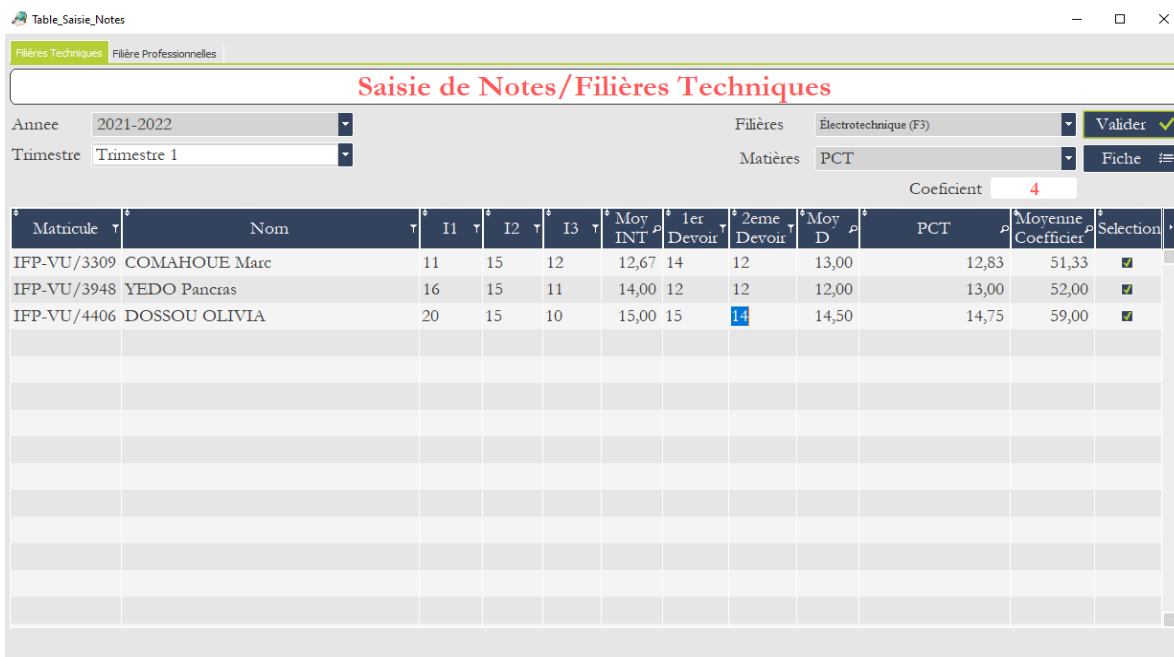 Table_Saisie_Notes
Filières Techniques Filière Professionnelles
Saisie de Notes/Filières Techniques
Annee 2021-2022 Filières Électrotechnique (F3) Valider
Trimestre Trimestre 1 Matières PCT Fiche
Coeficient 4
Matricule Nom I1 I2 I3 Moy INT 1er Devoir 2eme Devoir Moy D PCT Moyenne Coefficier Selection
IFP-VU/3309 COMAHOUE Marc 11 15 12 12,67 14 12 13,00 12,83 51,33
IFP-VU/3948 YEDO Pancras 16 15 11 14,00 12 12 12,00 13,00 52,00
IFP-VU/4406 DOSSOU OLIVIA 20 15 10 15,00 15 14 14,50 14,75 59,00